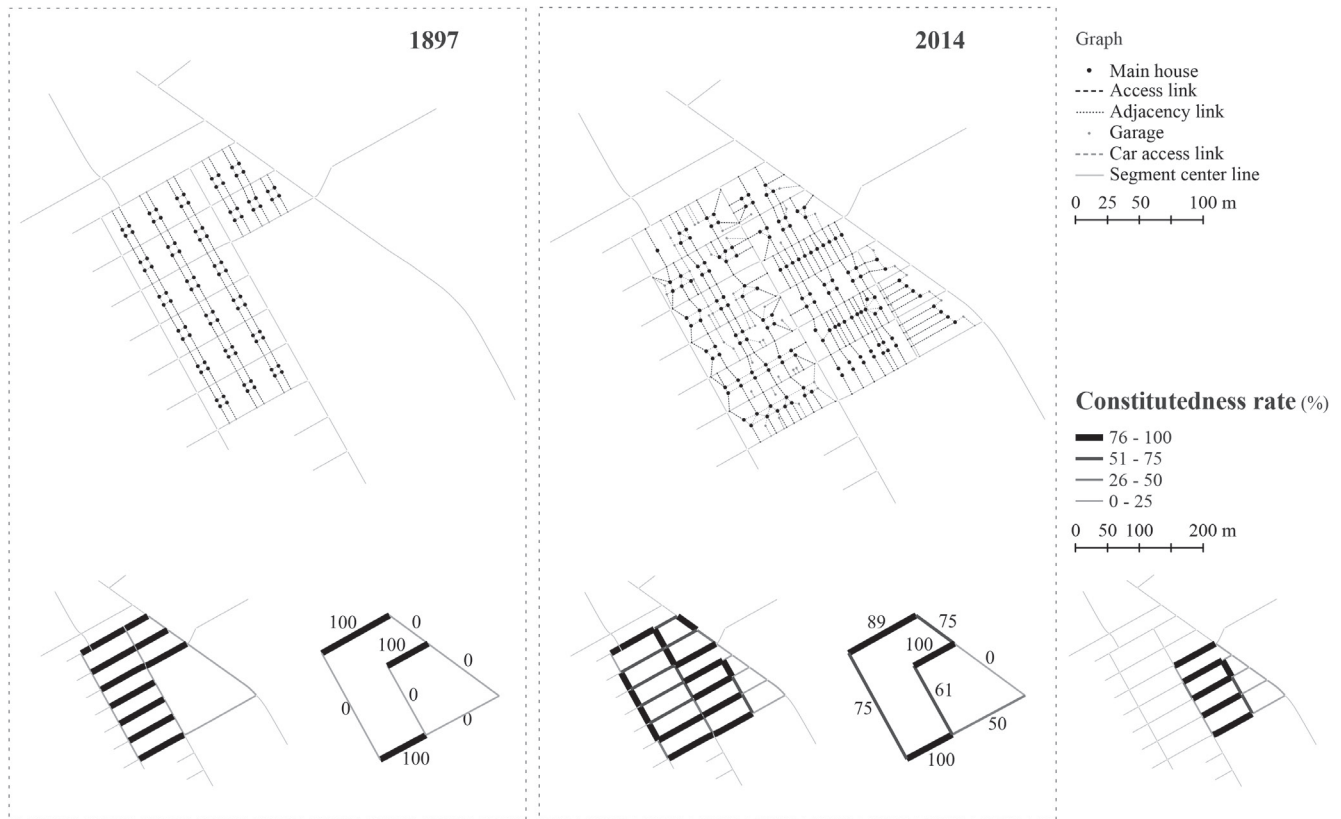 1897
2014
Graph
Main house
Access link
Adjacency link
Garage
Car access link
Segment center line
0 25 50 100 m
Constitutedness rate (%)
76 - 100
51 - 75
26 - 50
0 - 25
0 50 100 200 m
100
0
100
0
0
0
0
100
89
75
100
0
61
75
50
100